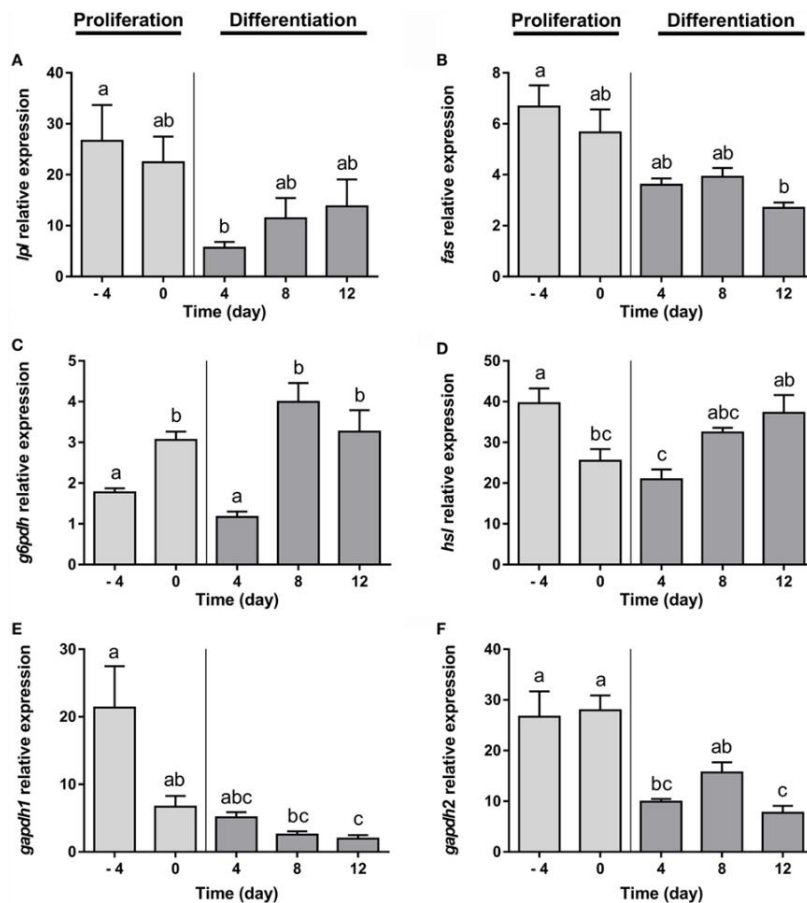 Proliferation Differentiation Proliferation Differentiation
A
lpl relative expression
40
30
20
10
0
a
ab
b
ab
ab
- 4 0 4 8 12
Time (day)
B
fas relative expression
8
6
4
2
0
a
ab
ab
ab
b
- 4 0 4 8 12
Time (day)
C
g6pdh relative expression
5
4
3
2
1
0
a
b
a
b
b
- 4 0 4 8 12
Time (day)
D
hsl relative expression
50
40
30
20
10
0
a
bc
c
abc
ab
- 4 0 4 8 12
Time (day)
E
gapdh1 relative expression
30
20
10
0
a
ab
abc
bc
c
- 4 0 4 8 12
Time (day)
F
gapdh2 relative expression
40
30
20
10
0
a
a
bc
ab
c
- 4 0 4 8 12
Time (day)